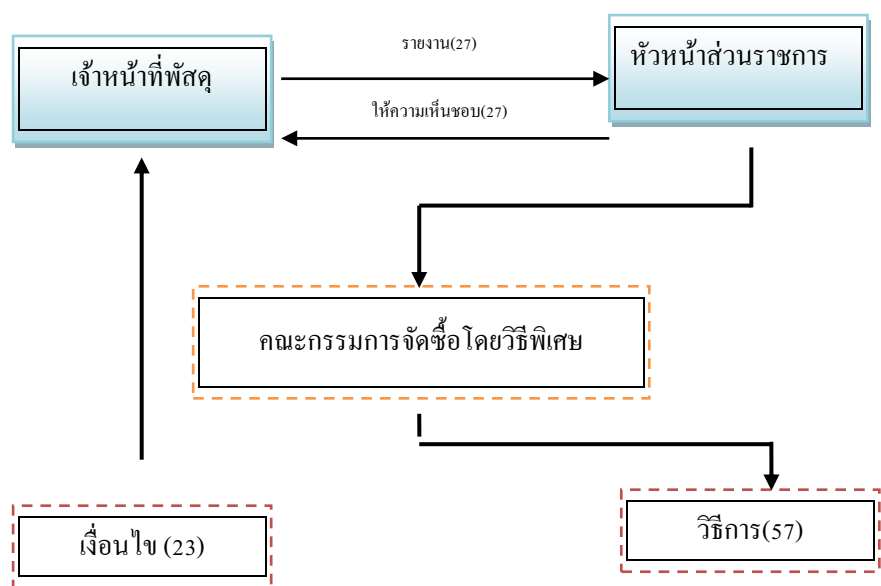 รายงาน(27)
เจ้าหน้าที่พัสดุ
หัวหน้าส่วนราชการ
ให้ความเห็นชอบ(27)
คณะกรรมการจัดซื้อโดยวิธีพิเศษ
เงื่อนไข (23)
วิธีการ(57)